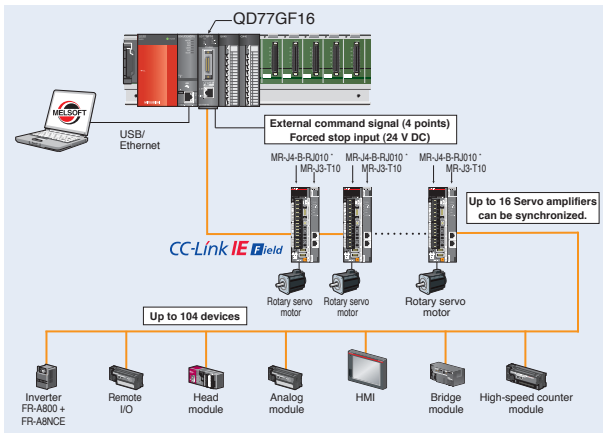 QD77GF16
MELSOFT
USB/
Ethernet
External command signal (4 points)
Forced stop input (24 V DC)
MR-J4-B-RJ010 *
MR-J3-T10
MR-J4-B-RJ010 *
MR-J3-T10
MR-J4-B-RJ010 *
MR-J3-T10
Up to 16 Servo amplifiers
can be synchronized.
CC-Link IE Field
Rotary servo
motor
Rotary servo
motor
Rotary servo
motor
Up to 104 devices
Inverter
FR-A800 +
FR-A8NCE
Remote
I/O
Head
module
Analog
module
HMI
Bridge
module
High-speed counter
module